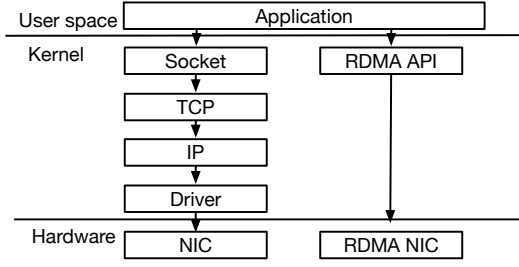 User space
Application
Kernel
Socket
RDMA API
TCP
IP
Driver
Hardware
NIC
RDMA NIC